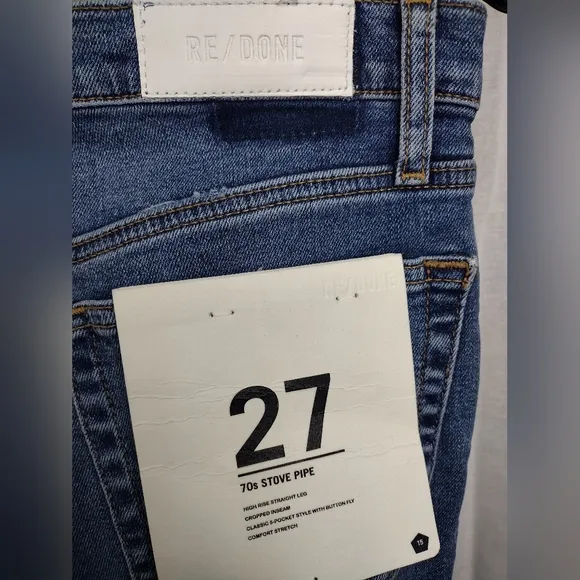 RE/DONE
RE/DONE
27
70s STOVE PIPE
HIGH RISE STRAIGHT LEG
CROPPED INSEAM
CLASSIC 5-POCKET STYLE WITH BUTTON FLY
COMFORT STRETCH
15